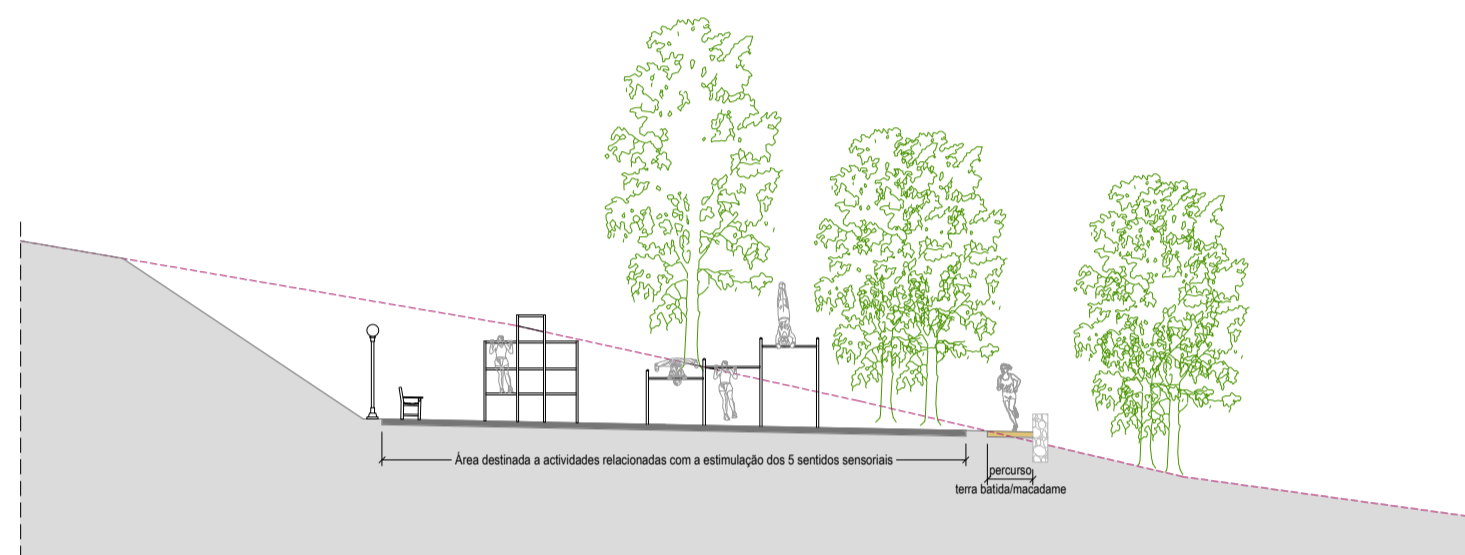 Área destinada a actividades relacionadas com a estimulação dos 5 sentidos sensoriais
percurso
terra batida/macadame